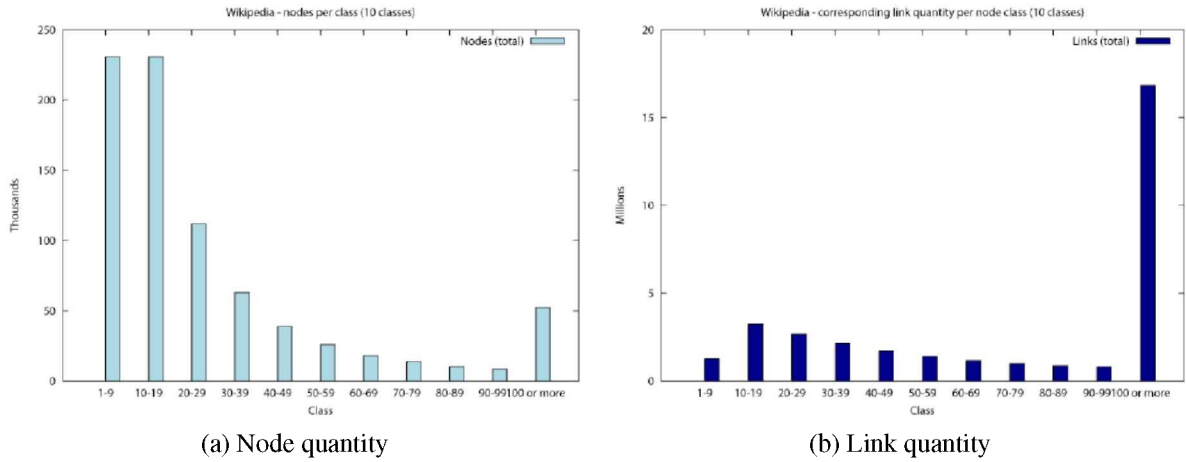 Wikipedia - nodes per class (10 classes)
250
200
150
100
50
0
Thousands
Nodes (total)
1-9 10-19 20-29 30-39 40-49 50-59 60-69 70-79 80-89 90-99100 or more
Class
(a) Node quantity
Wikipedia - corresponding link quantity per node class (10 classes)
20
15
10
5
0
Millions
Links (total)
1-9 10-19 20-29 30-39 40-49 50-59 60-69 70-79 80-89 90-99100 or more
Class
(b) Link quantity